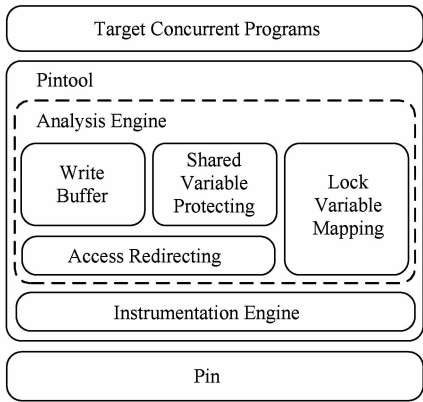 Target Concurrent Programs
Pintool
Analysis Engine
Write
Buffer
Shared
Variable
Protecting
Lock
Variable
Mapping
Access Redirecting
Instrumentation Engine
Pin